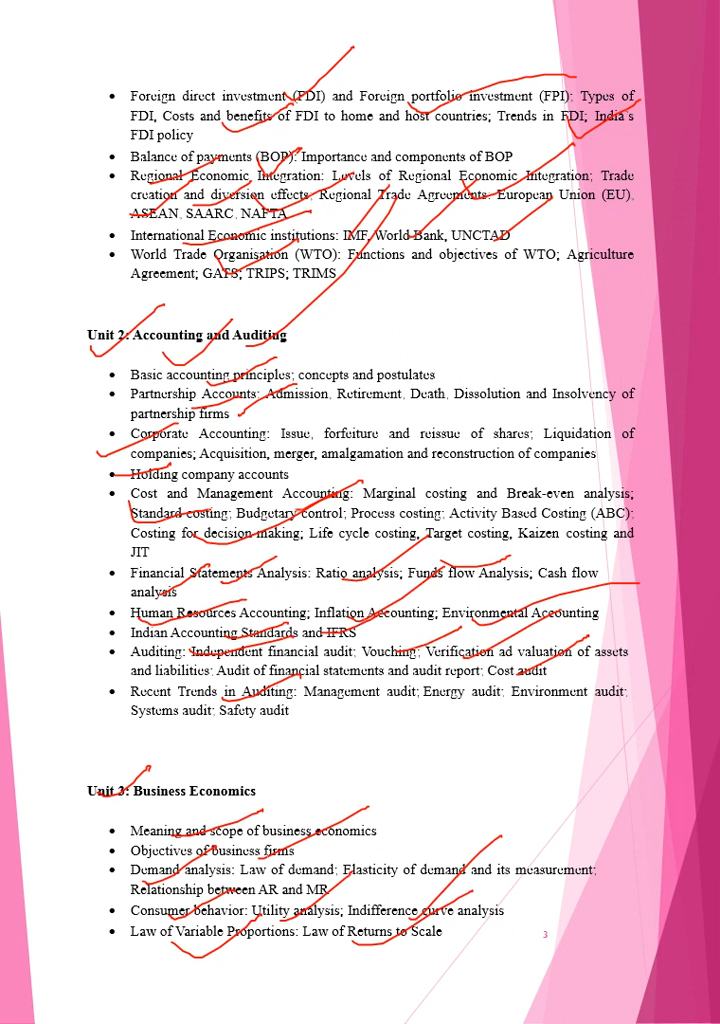 • Foreign direct investment (FDI) and Foreign portfolio investment (FPI); Types of
FDI, Costs and benefits of FDI to home and host countries; Trends in FDI; India's
FDI policy
• Balance of payments (BOP): Importance and components of BOP
• Regional Economic Integration: Levels of Regional Economic Integration; Trade
creation and diversion effects; Regional Trade Agreements: European Union (EU),
ASEAN, SAARC, NAFTA
• International Economic institutions: IMF, World Bank, UNCTAD
• World Trade Organisation (WTO): Functions and objectives of WTO; Agriculture
Agreement; GATS; TRIPS; TRIMS
Unit 2: Accounting and Auditing
• Basic accounting principles; concepts and postulates
• Partnership Accounts: Admission, Retirement, Death, Dissolution and Insolvency of
partnership firms
• Corporate Accounting: Issue, forfeiture and reissue of shares; Liquidation of
companies; Acquisition, merger, amalgamation and reconstruction of companies
• Holding company accounts
• Cost and Management Accounting: Marginal costing and Break-even analysis;
Standard costing; Budgetary control; Process costing; Activity Based Costing (ABC);
Costing for decision-making; Life cycle costing, Target costing, Kaizen costing and
JIT
• Financial Statements Analysis: Ratio analysis; Funds flow Analysis; Cash flow
analysis
• Human Resources Accounting; Inflation Accounting; Environmental Accounting
• Indian Accounting Standards and IFRS
• Auditing: Independent financial audit; Vouching; Verification ad valuation of assets
and liabilities; Audit of financial statements and audit report; Cost audit
• Recent Trends in Auditing: Management audit; Energy audit; Environment audit;
Systems audit; Safety audit
Unit 3: Business Economics
• Meaning and scope of business economics
• Objectives of business firms
• Demand analysis: Law of demand; Elasticity of demand and its measurement;
Relationship between AR and MR
• Consumer behavior: Utility analysis; Indifference curve analysis
• Law of Variable Proportions: Law of Returns to Scale
3